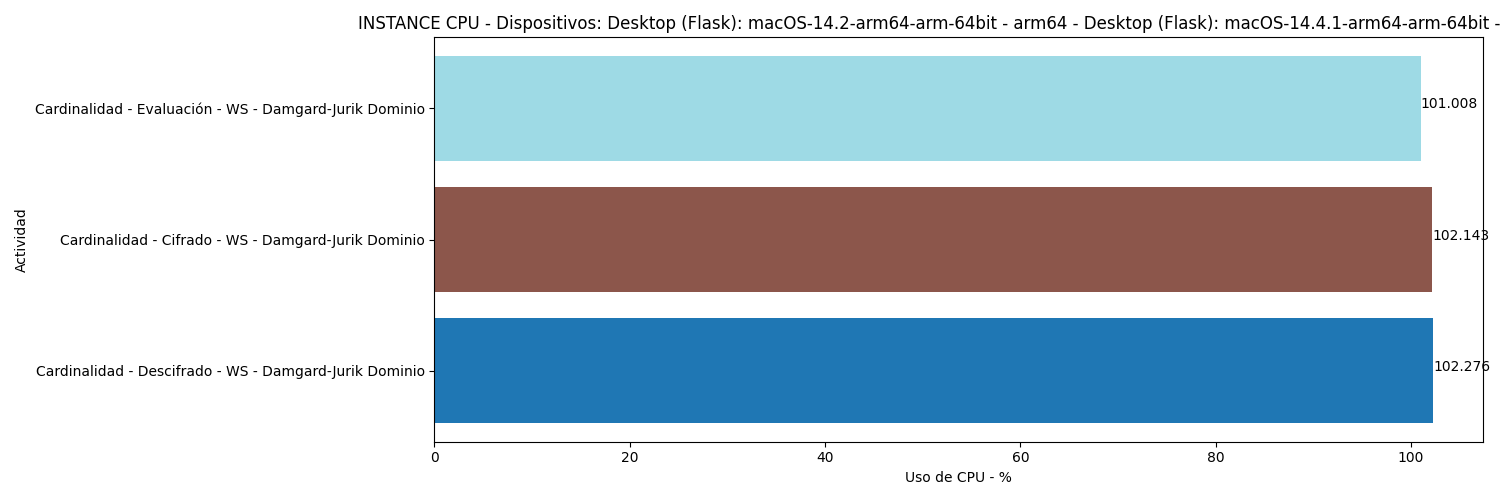 INSTANCE CPU - Dispositivos: Desktop (Flask): macOS-14.2-arm64-arm-64bit - arm64 - Desktop (Flask): macOS-14.4.1-arm64-arm-64bit -
Cardinalidad - Evaluación - WS - Damgard-Jurik Dominio
101.008
Cardinalidad - Cifrado - WS - Damgard-Jurik Dominio
102.143
Cardinalidad - Descifrado - WS - Damgard-Jurik Dominio
102.276
Actividad
0 20 40 60 80 100
Uso de CPU - %